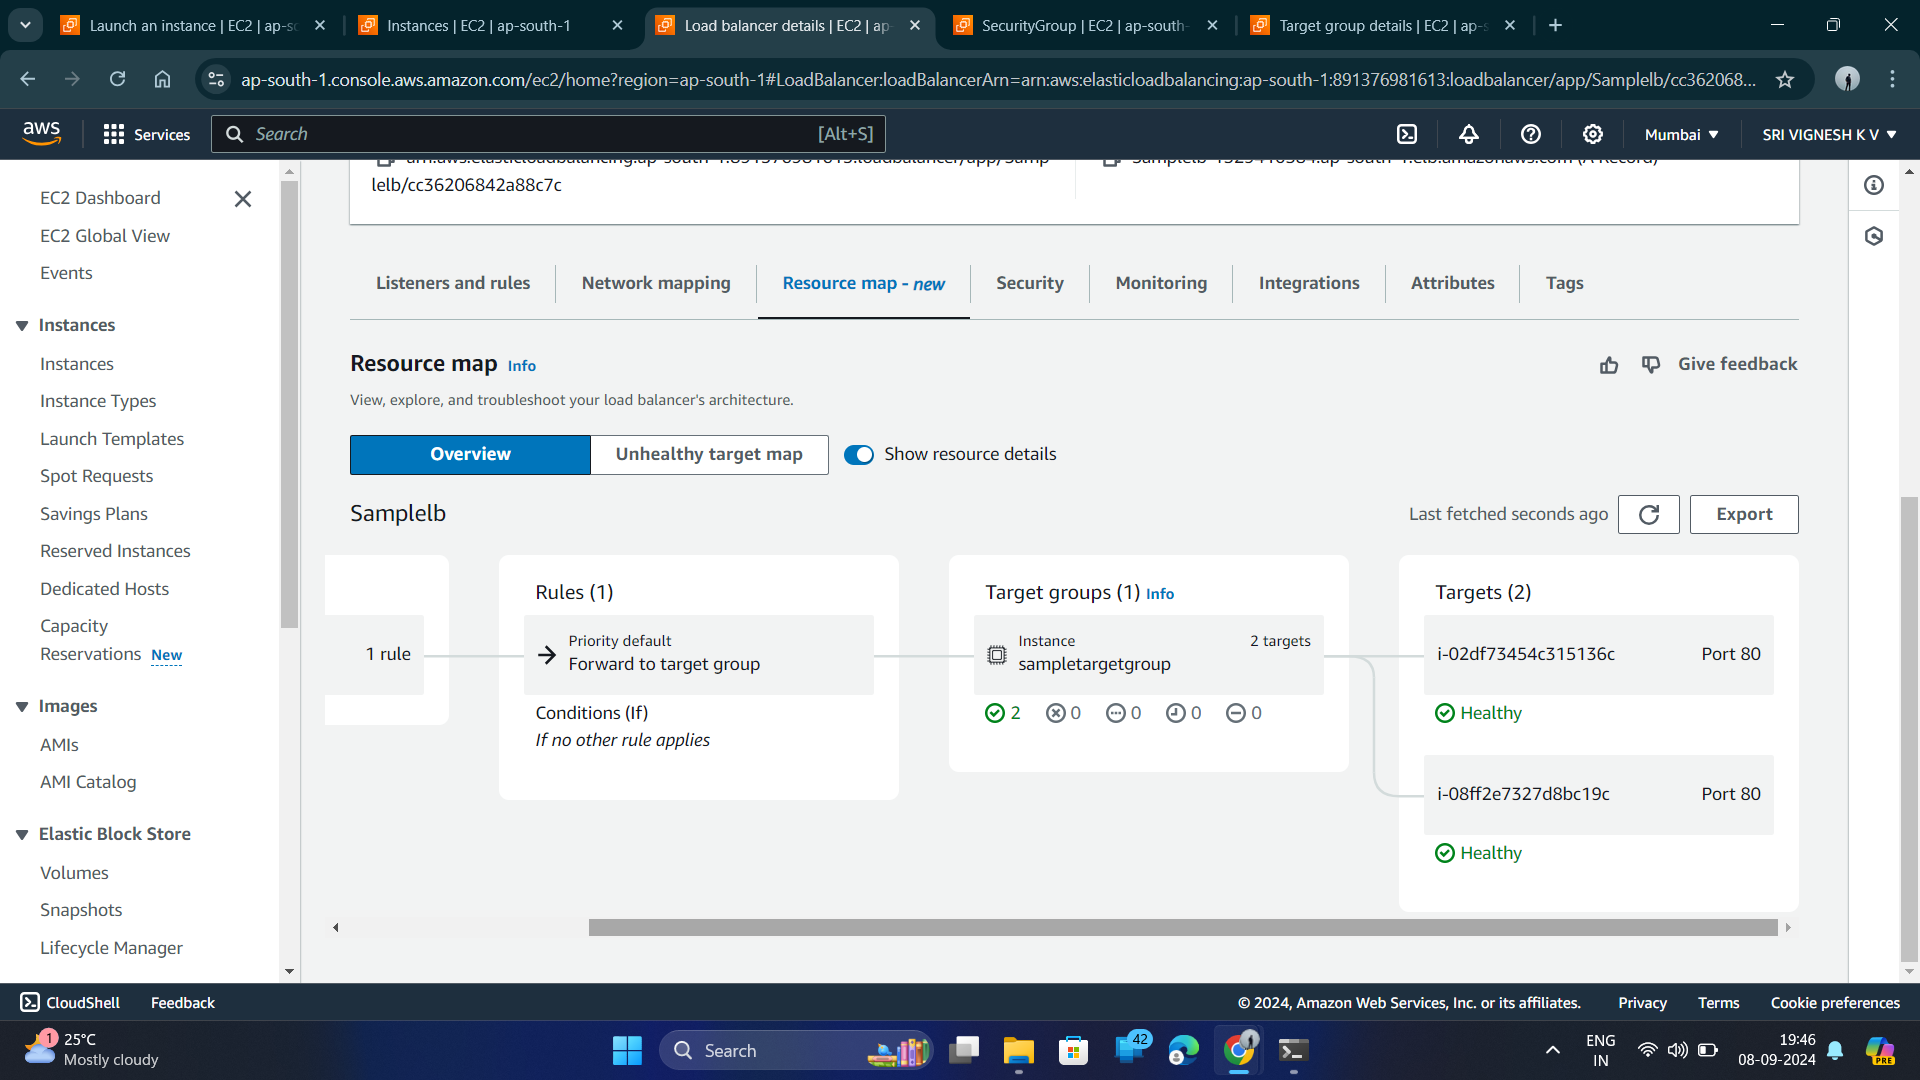 Launch an instance | EC2 | ap-sc
Instances | EC2 | ap-south-1
Load balancer details | EC2 | ap-
SecurityGroup | EC2 | ap-south-
Target group details | EC2 | ap-s
ap-south-1.console.aws.amazon.com/ec2/home?region=ap-south-1#LoadBalancer:loadBalancerArn=arn:aws:elasticloadbalancing:ap-south-1:891376981613:loadbalancer/app/Samplelb/cc362068...
aws
Services
Search
[Alt+S]
Mumbai
SRI VIGNESH K V
EC2 Dashboard
EC2 Global View
Events
Instances
Instances
Instance Types
Launch Templates
Spot Requests
Savings Plans
Reserved Instances
Dedicated Hosts
Capacity
Reservations New
Images
AMIs
AMI Catalog
Elastic Block Store
Volumes
Snapshots
Lifecycle Manager
lelb/cc36206842a88c7c
Listeners and rules
Network mapping
Resource map - new
Security
Monitoring
Integrations
Attributes
Tags
Resource map Info
Give feedback
View, explore, and troubleshoot your load balancer's architecture.
Overview
Unhealthy target map
Show resource details
Samplelb
Last fetched seconds ago
Export
1 rule
Rules (1)
Priority default
Forward to target group
Conditions (If)
If no other rule applies
Target groups (1) Info
Instance
2 targets
sampletargetgroup
2 0 0 0 0
Targets (2)
i-02df73454c315136c Port 80
Healthy
i-08ff2e7327d8bc19c Port 80
Healthy
CloudShell
Feedback
© 2024, Amazon Web Services, Inc. or its affiliates.
Privacy
Terms
Cookie preferences
1
25°C
Mostly cloudy
Search
42
ENG
IN
19:46
08-09-2024
PRE